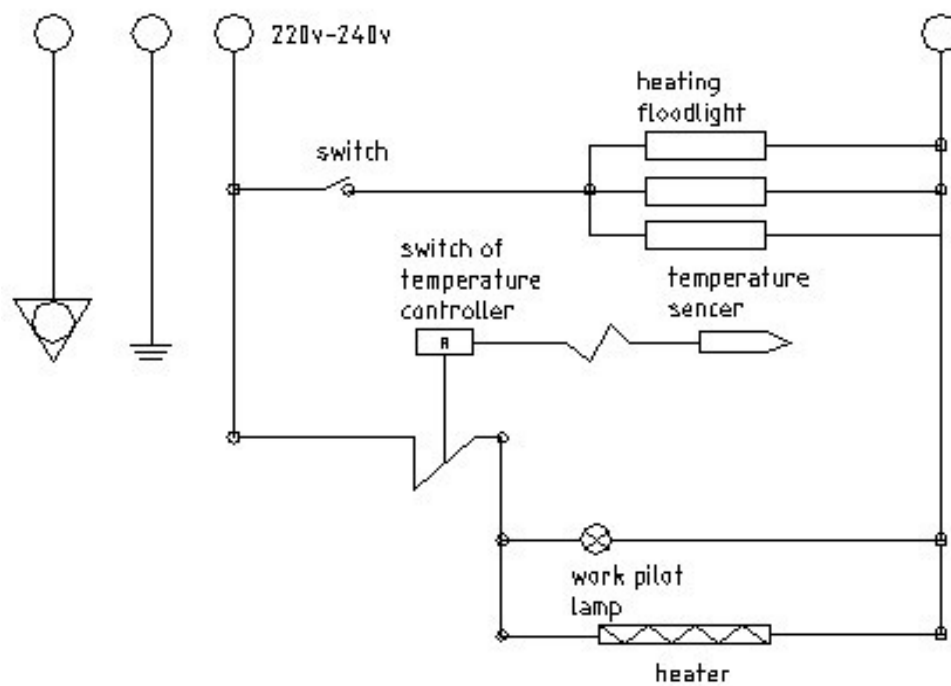 220v-240v
heating
floodlight
switch
switch of
temperature
controller
temperature
sencer
R
work pilot
lamp
heater